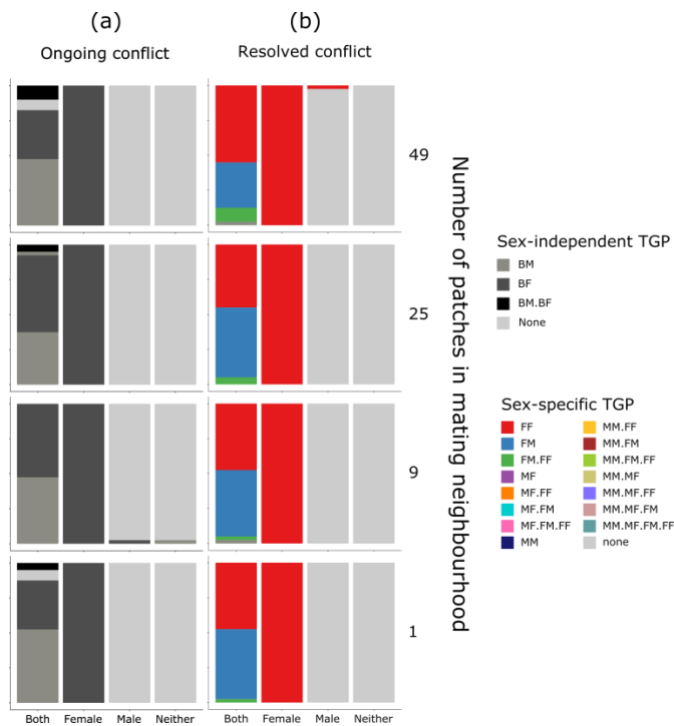 (a)
(b)
Ongoing conflict
Resolved conflict
49
25
9
1
Number of patches in mating neighbourhood
Sex-independent TGP
BM
BF
BM.BF
None
Sex-specific TGP
FF
FM
FM.FF
MF
MF.FF
MF.FM
MF.FM.FF
MM
MM.FF
MM.FM
MM.FM.FF
MM.MF
MM.MF.FF
MM.MF.FM
MM.MF.FM.FF
none
Both Female Male Neither
Both Female Male Neither